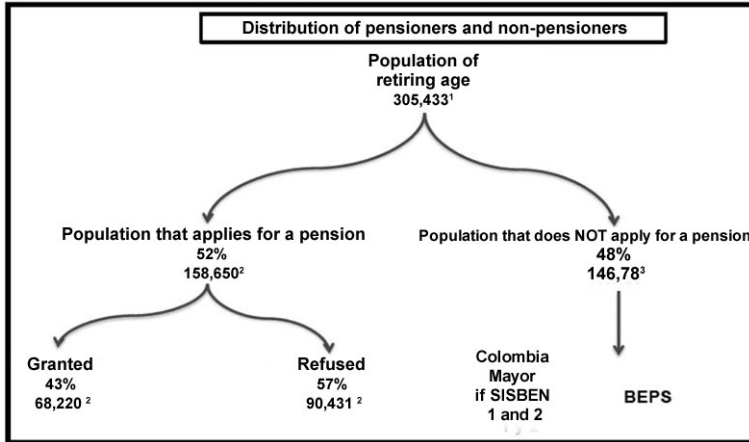 Distribution of pensioners and non-pensioners
Population of
retiring age
305,433¹
Population that applies for a pension
52%
158,650²
Population that does NOT apply for a pension
48%
146,78³
Granted
43%
68,220 ²
Refused
57%
90,431 ²
Colombia
Mayor
if SISBEN
1 and 2
BEPS